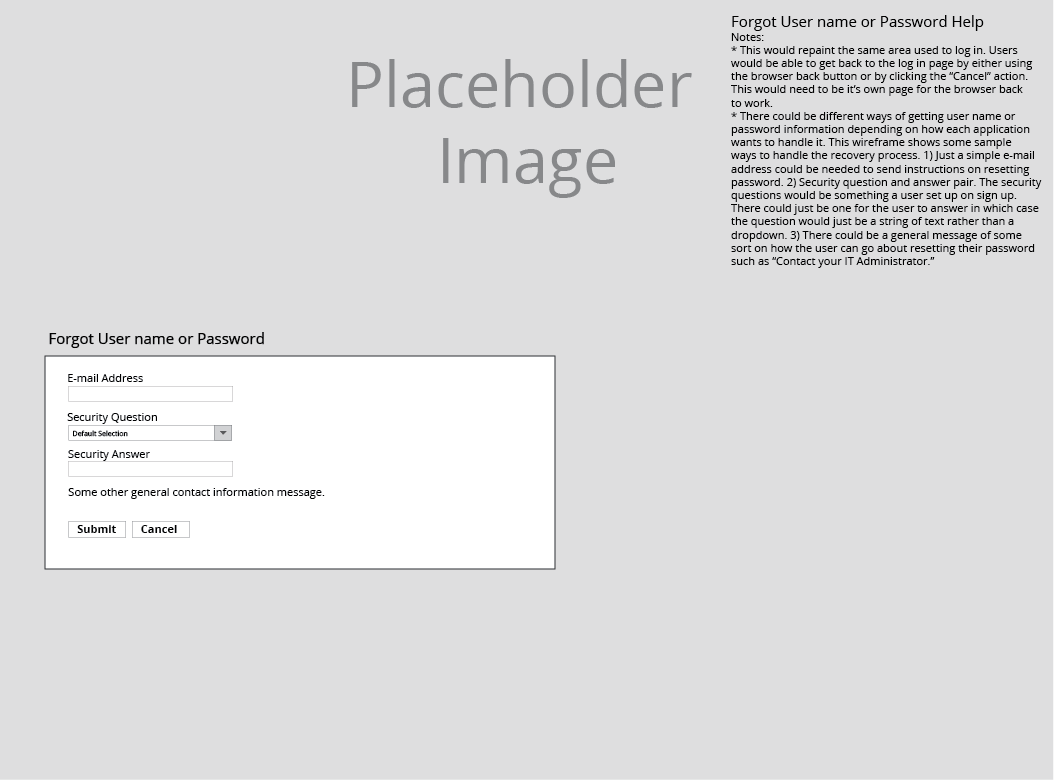 Placeholder
Image
Forgot User name or Password Help
Notes:
* This would repaint the same area used to log in. Users
would be able to get back to the log in page by either using
the browser back button or by clicking the “Cancel” action.
This would need to be it’s own page for the browser back
to work.
* There could be different ways of getting user name or
password information depending on how each application
wants to handle it. This wireframe shows some sample
ways to handle the recovery process. 1) Just a simple e-mail
address could be needed to send instructions on resetting
password. 2) Security question and answer pair. The security
questions would be something a user set up on sign up.
There could just be one for the user to answer in which case
the question would just be a string of text rather than a
dropdown. 3) There could be a general message of some
sort on how the user can go about resetting their password
such as “Contact your IT Administrator.”
Forgot User name or Password
E-mail Address
Security Question
Default Selection
Security Answer
Some other general contact information message.
Submit Cancel